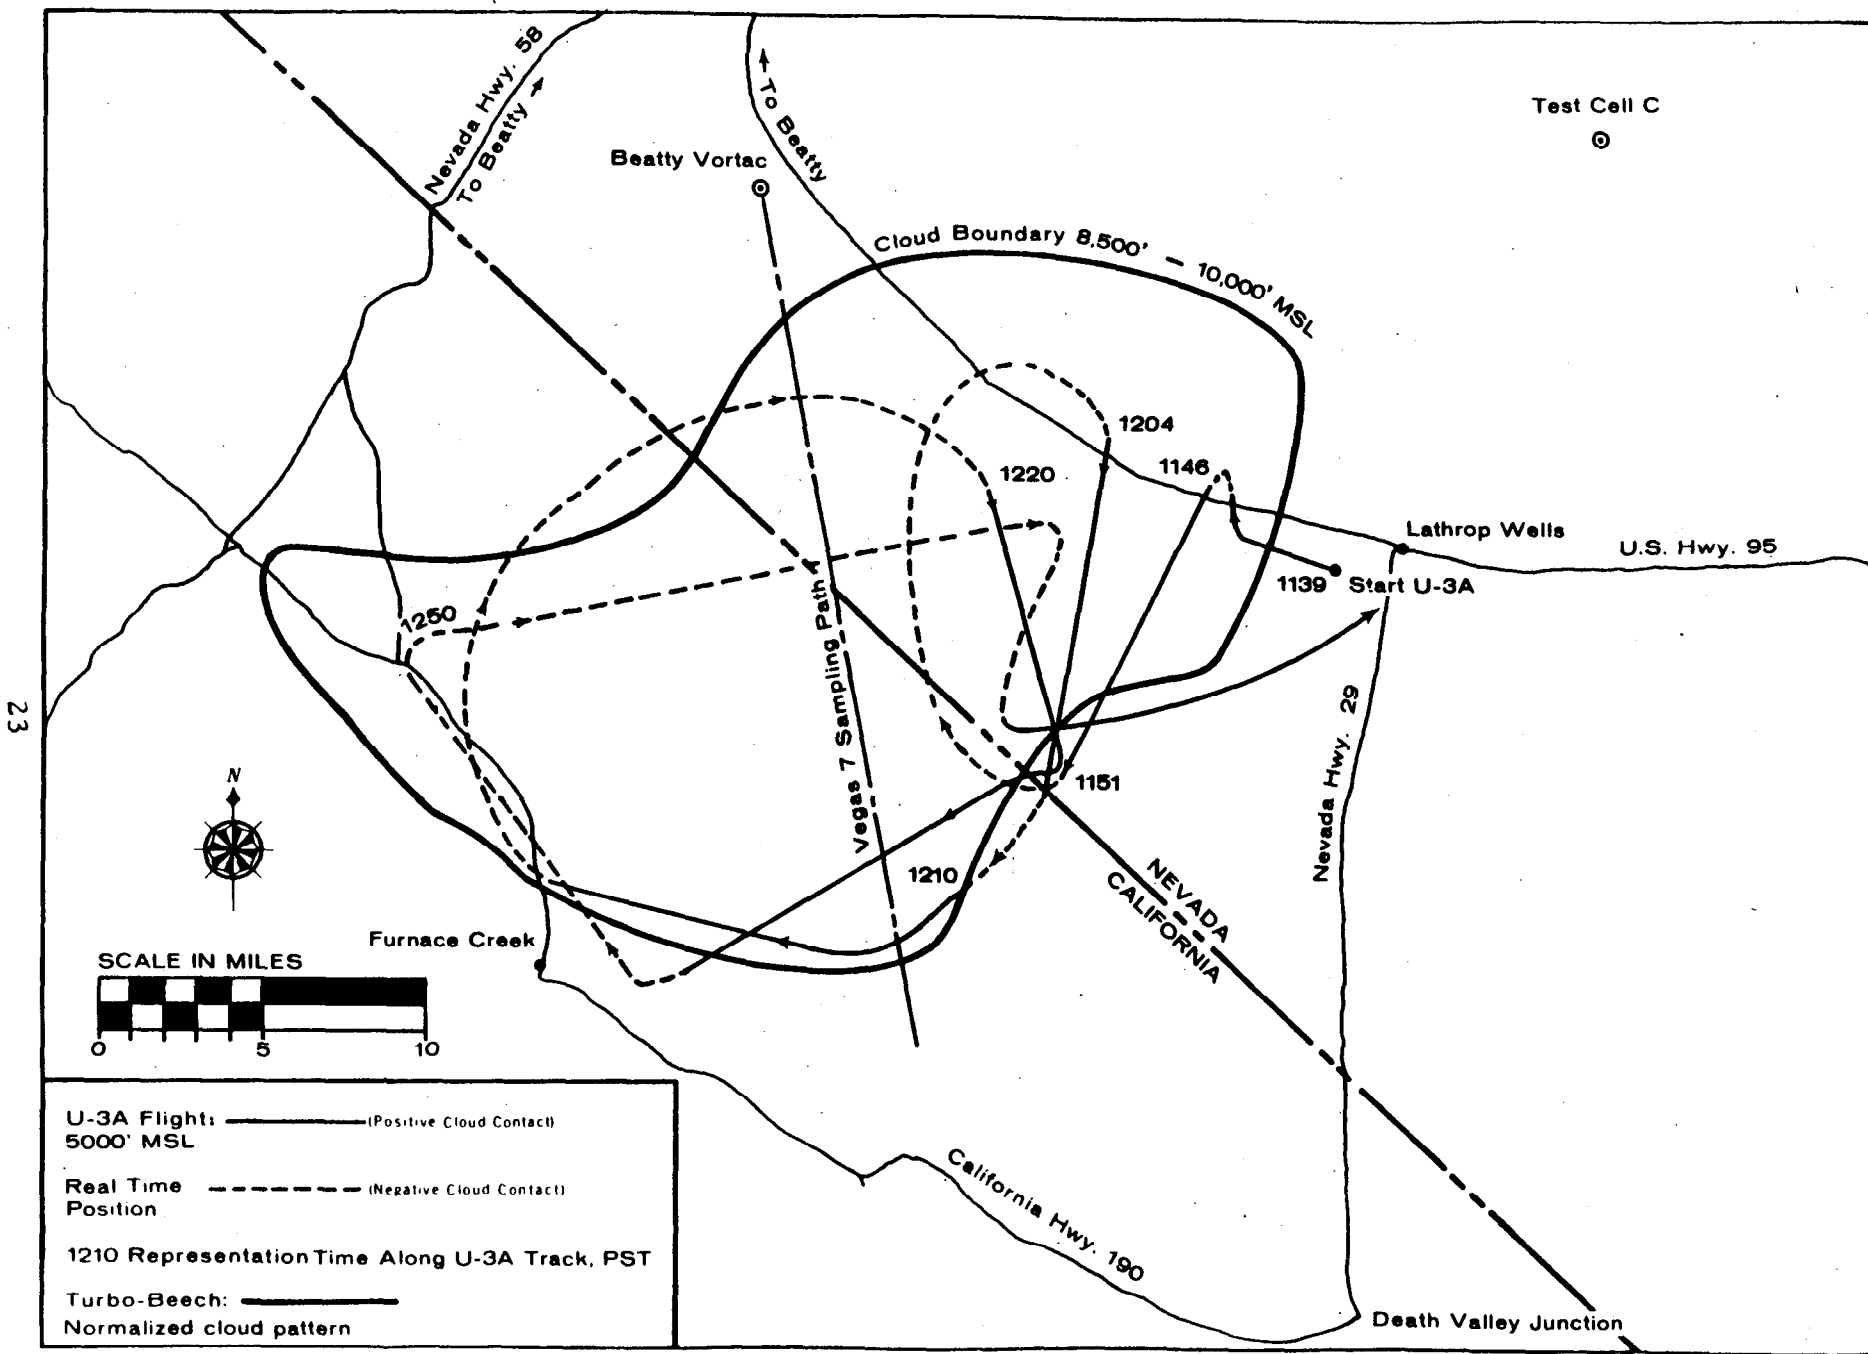 Nevada Hwy. 58
To Beatty
To Beatty
Test Cell C
Beatty Vortac
Cloud Boundary 8,500' - 10,000' MSL
1204
1146
1220
Lathrop Wells
U.S. Hwy. 95
1139 Start U-3A
1250
Vegas 7 Sampling Path
Nevada Hwy. 29
23
N
1151
1210
NEVADA
CALIFORNIA
Furnace Creek
SCALE IN MILES
0 5 10
U-3A Flight: (Positive Cloud Contact)
5000' MSL
Real Time (Negative Cloud Contact)
Position
1210 Representation Time Along U-3A Track, PST
Turbo-Beech:
Normalized cloud pattern
California Hwy. 190
Death Valley Junction